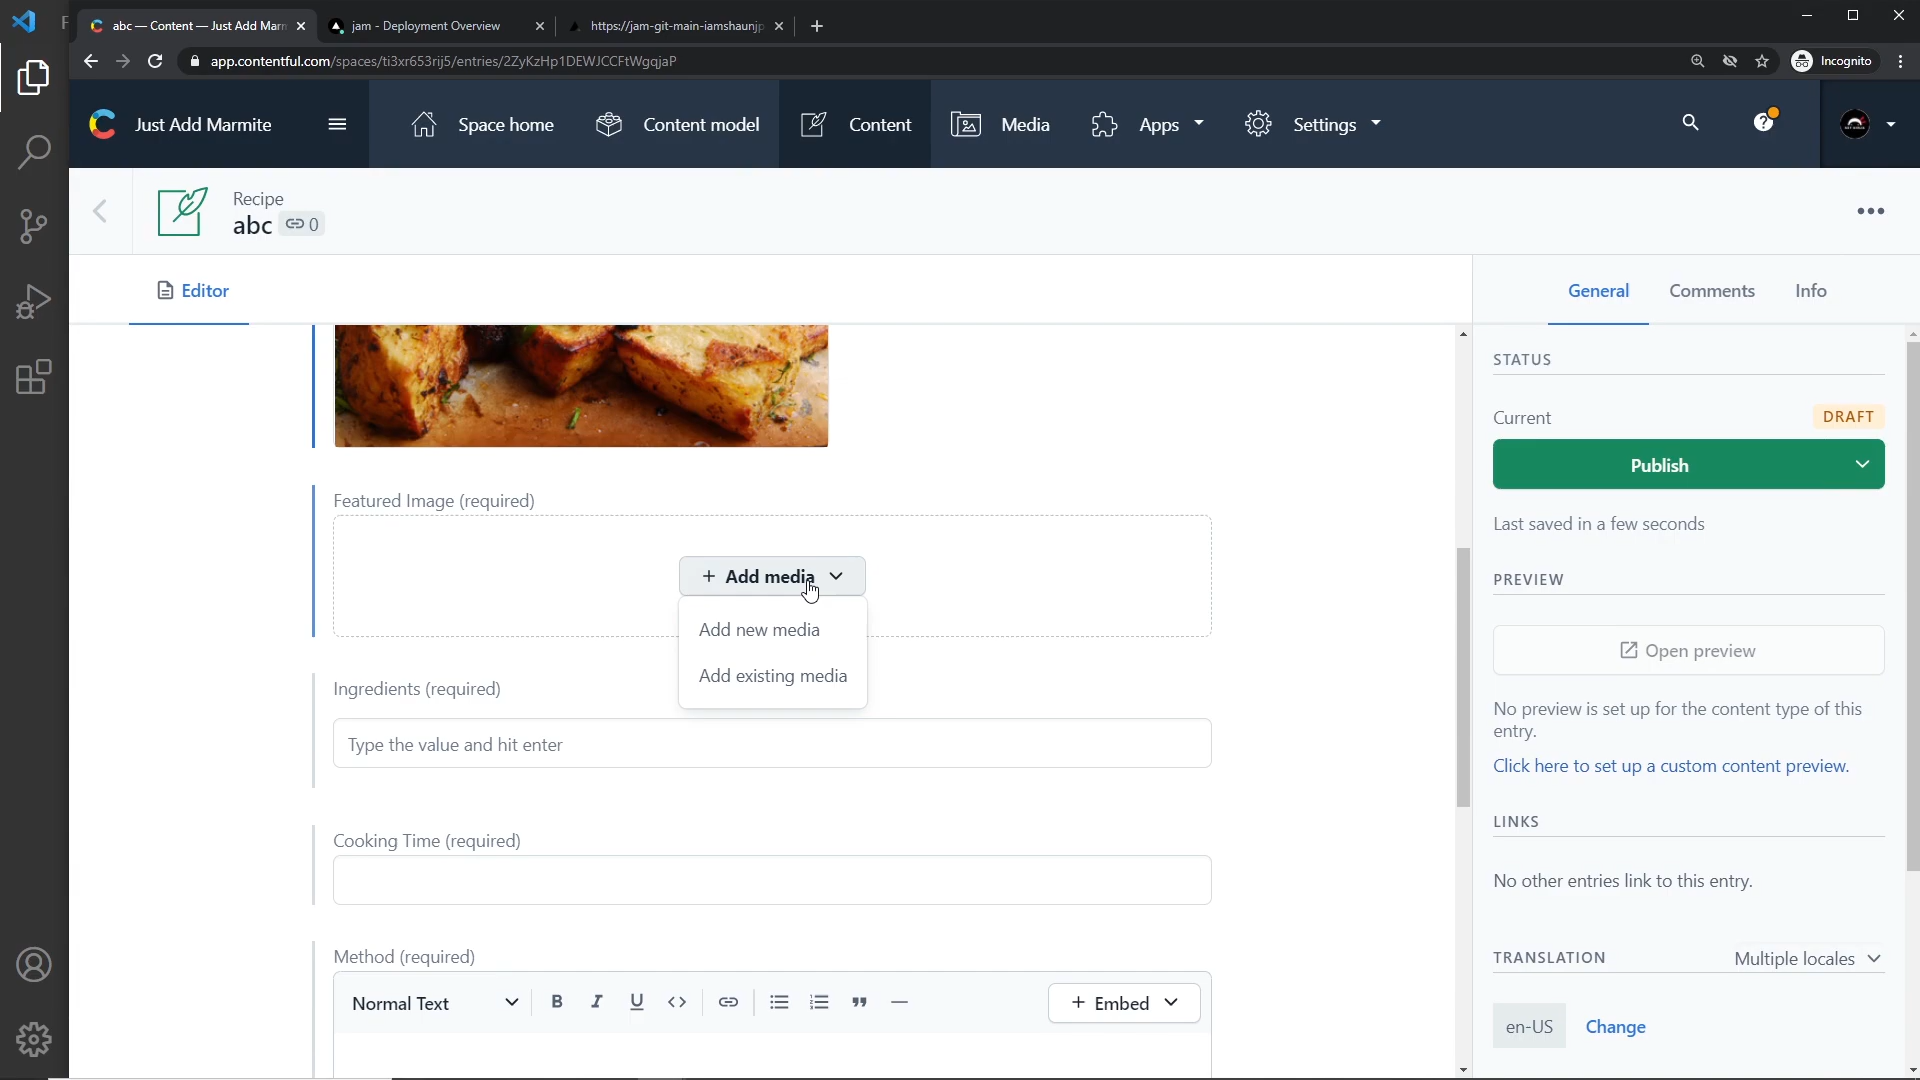 abc — Content — Just Add Marm
jam - Deployment Overview
https://jam-git-main-iamshaunjp
app.contentful.com/spaces/ti3xr653rij5/entries/2ZyKzHp1DEWJCCFtWgqjaP
Incognito
Just Add Marmite
Space home
Content model
Content
Media
Apps
Settings
Recipe
abc 0
Editor
General
Comments
Info
STATUS
Current
DRAFT
Publish
Last saved in a few seconds
Featured Image (required)
+ Add media
Add new media
Add existing media
PREVIEW
Open preview
No preview is set up for the content type of this
entry.
Click here to set up a custom content preview.
Ingredients (required)
Type the value and hit enter
LINKS
No other entries link to this entry.
Cooking Time (required)
Method (required)
Normal Text
B I U <>
+ Embed
TRANSLATION
Multiple locales
en-US
Change